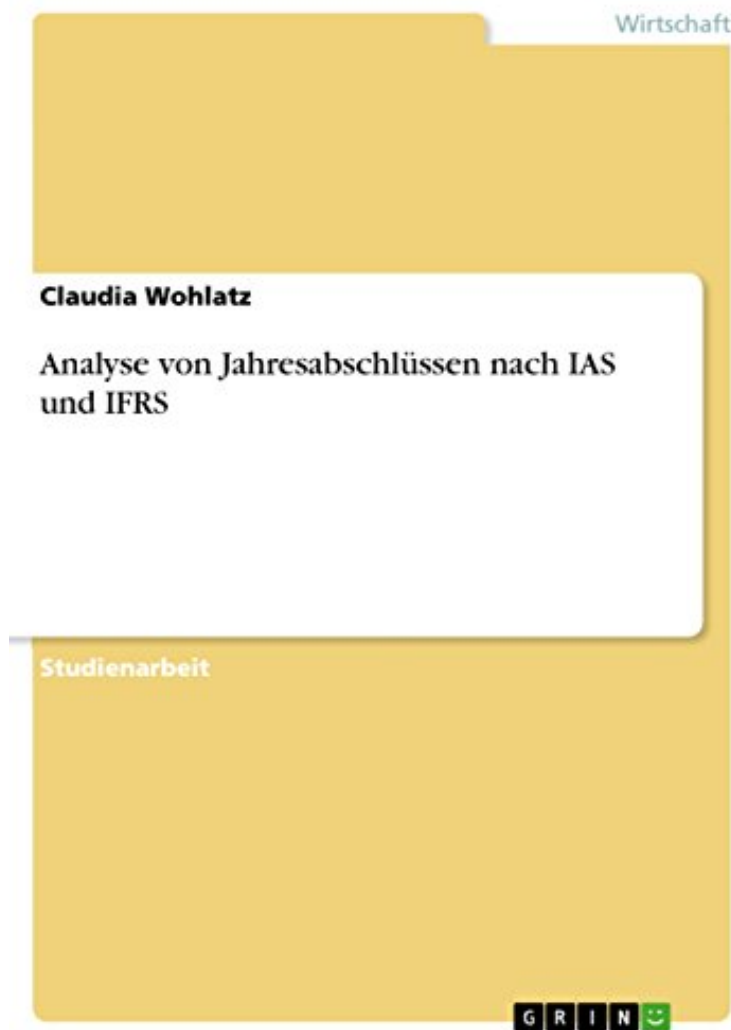 Wirtschaft
Claudia Wohlatz
Analyse von Jahresabschlüssen nach IAS
und IFRS
Studienarbeit
GRIN